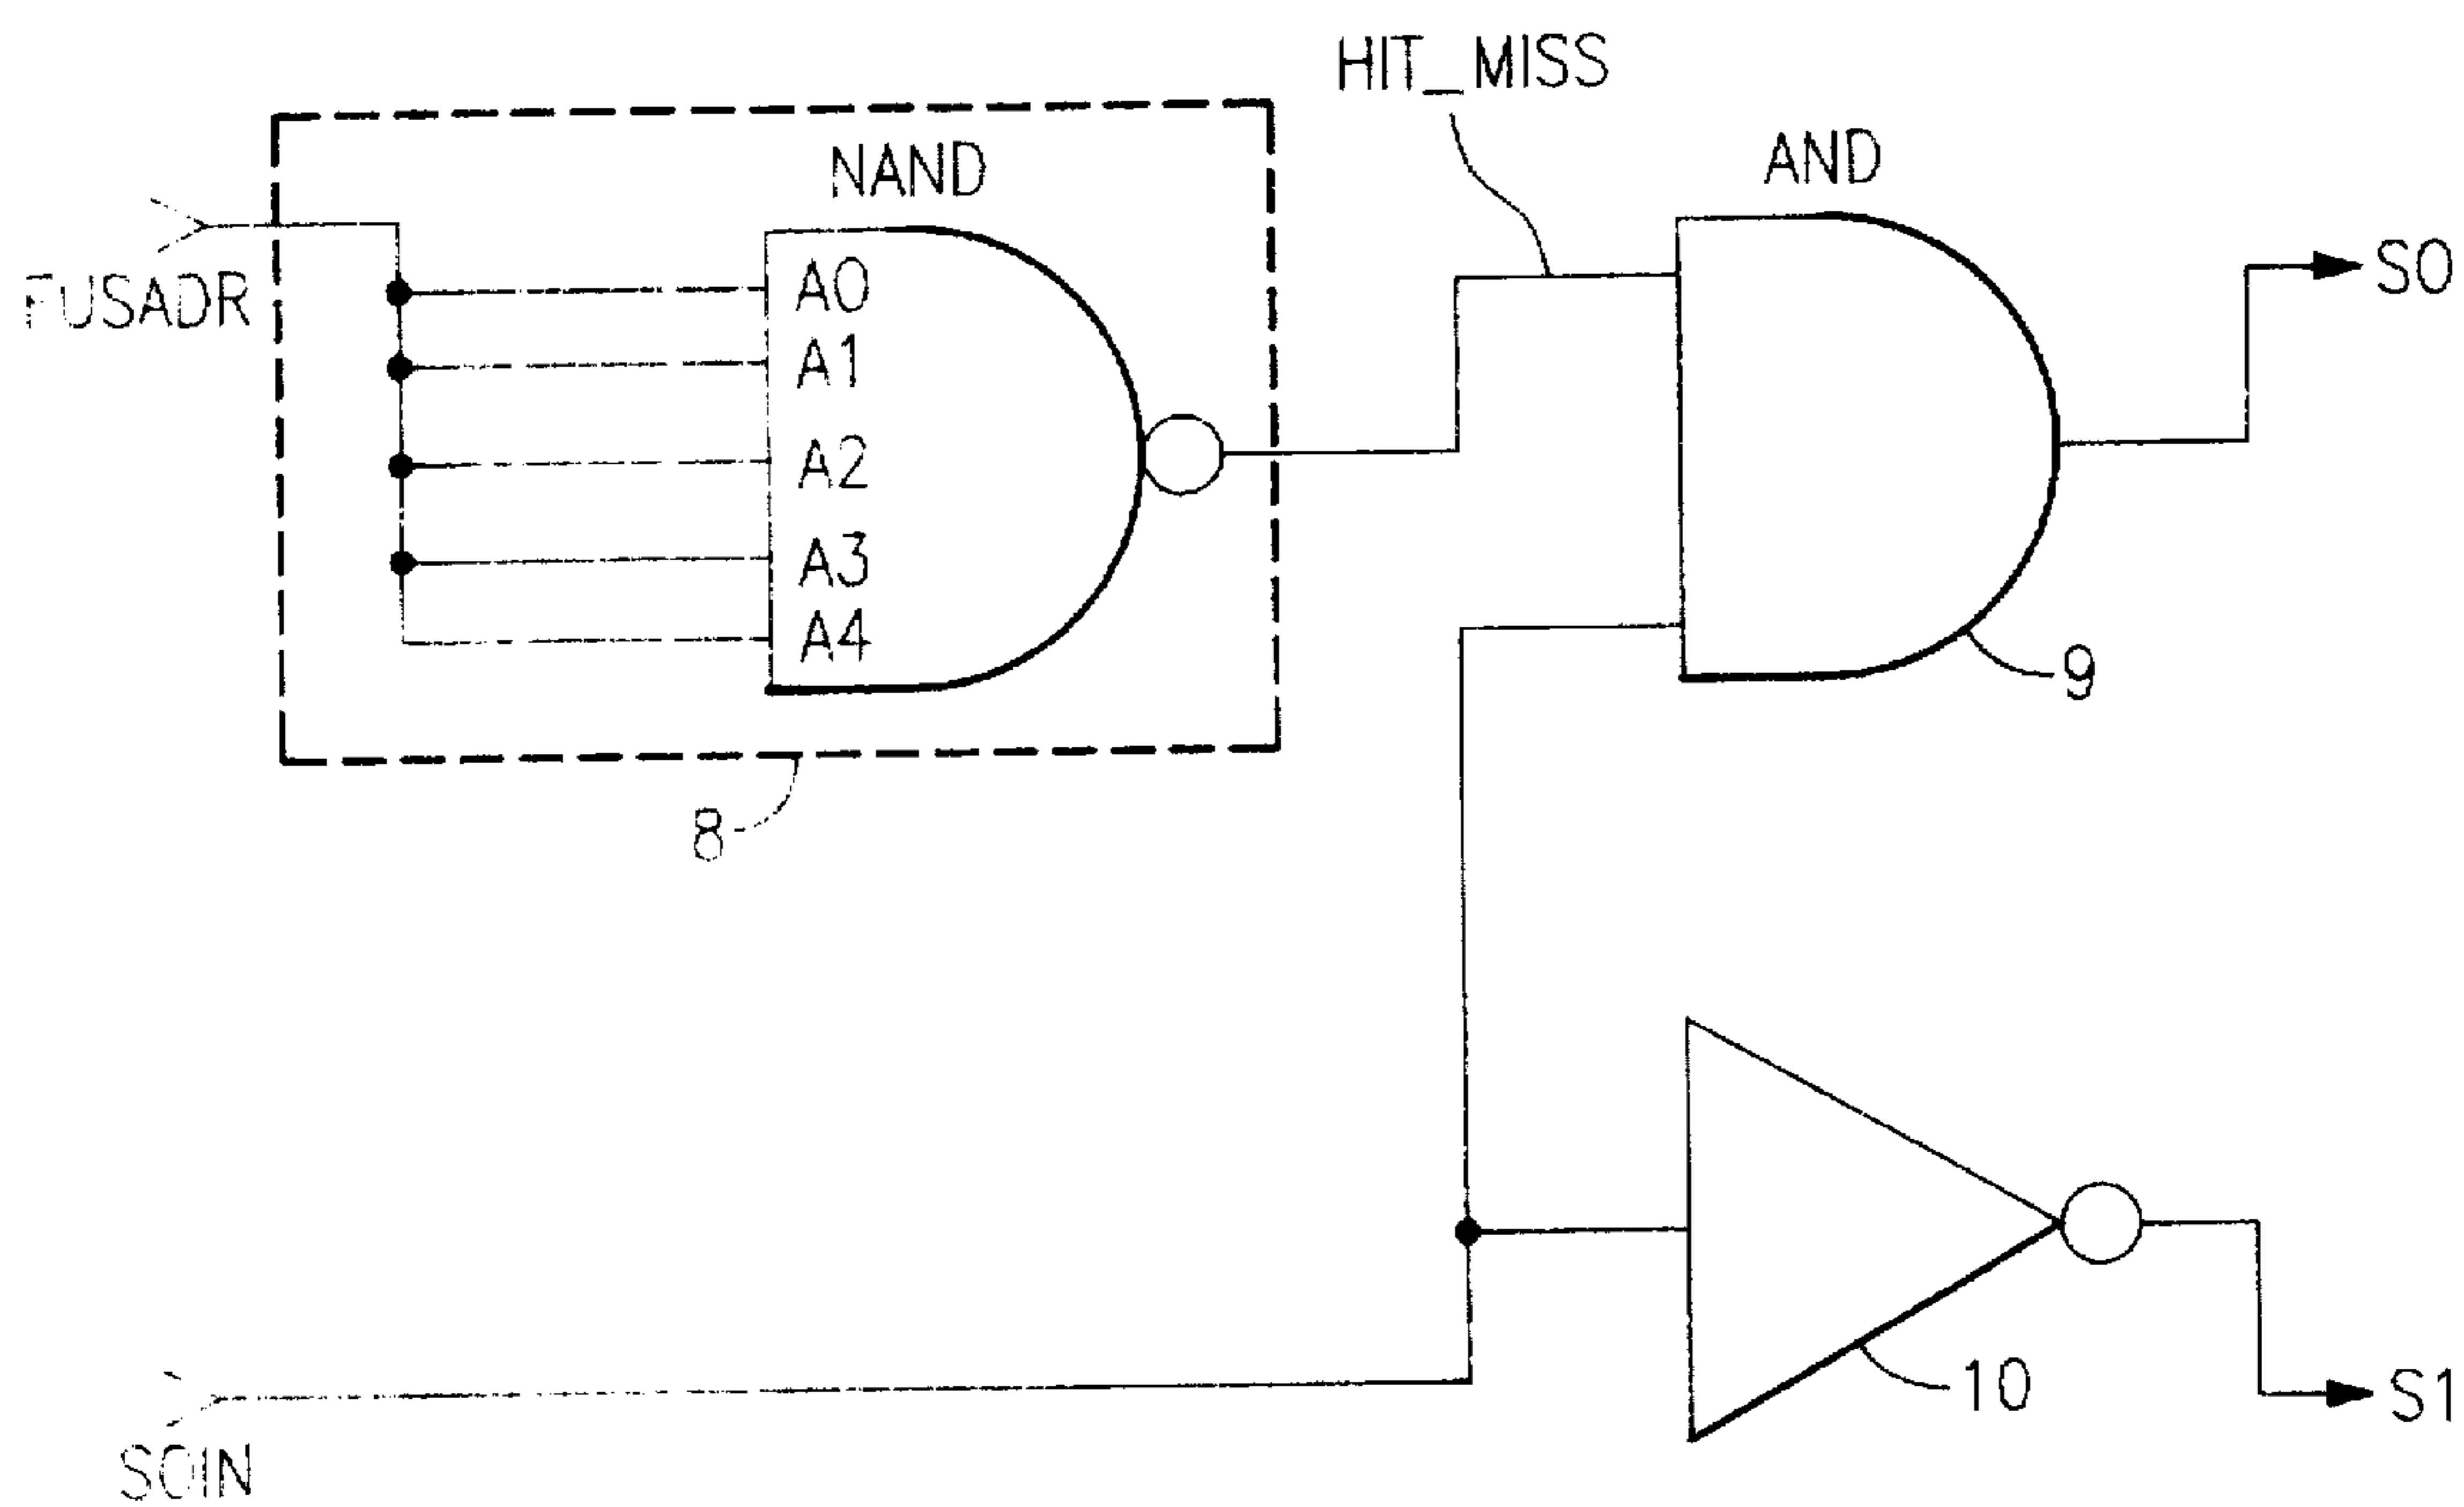 HIT_MISS
NAND
AND
FUSADR
A0
A1
A2
A3
A4
S0
9
8
10
S1
S0IN